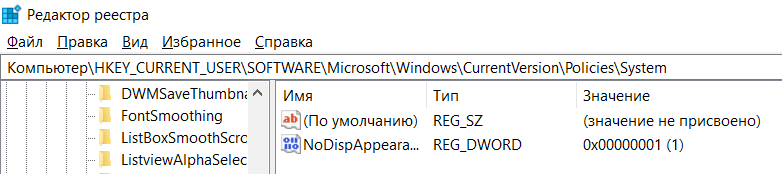 Редактор реестра
Файл Правка Вид Избранное Справка
Компьютер\HKEY_CURRENT_USER\SOFTWARE\Microsoft\Windows\CurrentVersion\Policies\System
DWMSaveThumbna
FontSmoothing
ListBoxSmoothScro
ListviewAlphaSelec
Имя Тип Значение
(По умолчанию) REG_SZ (значение не присвоено)
NoDispAppeara... REG_DWORD 0x00000001 (1)